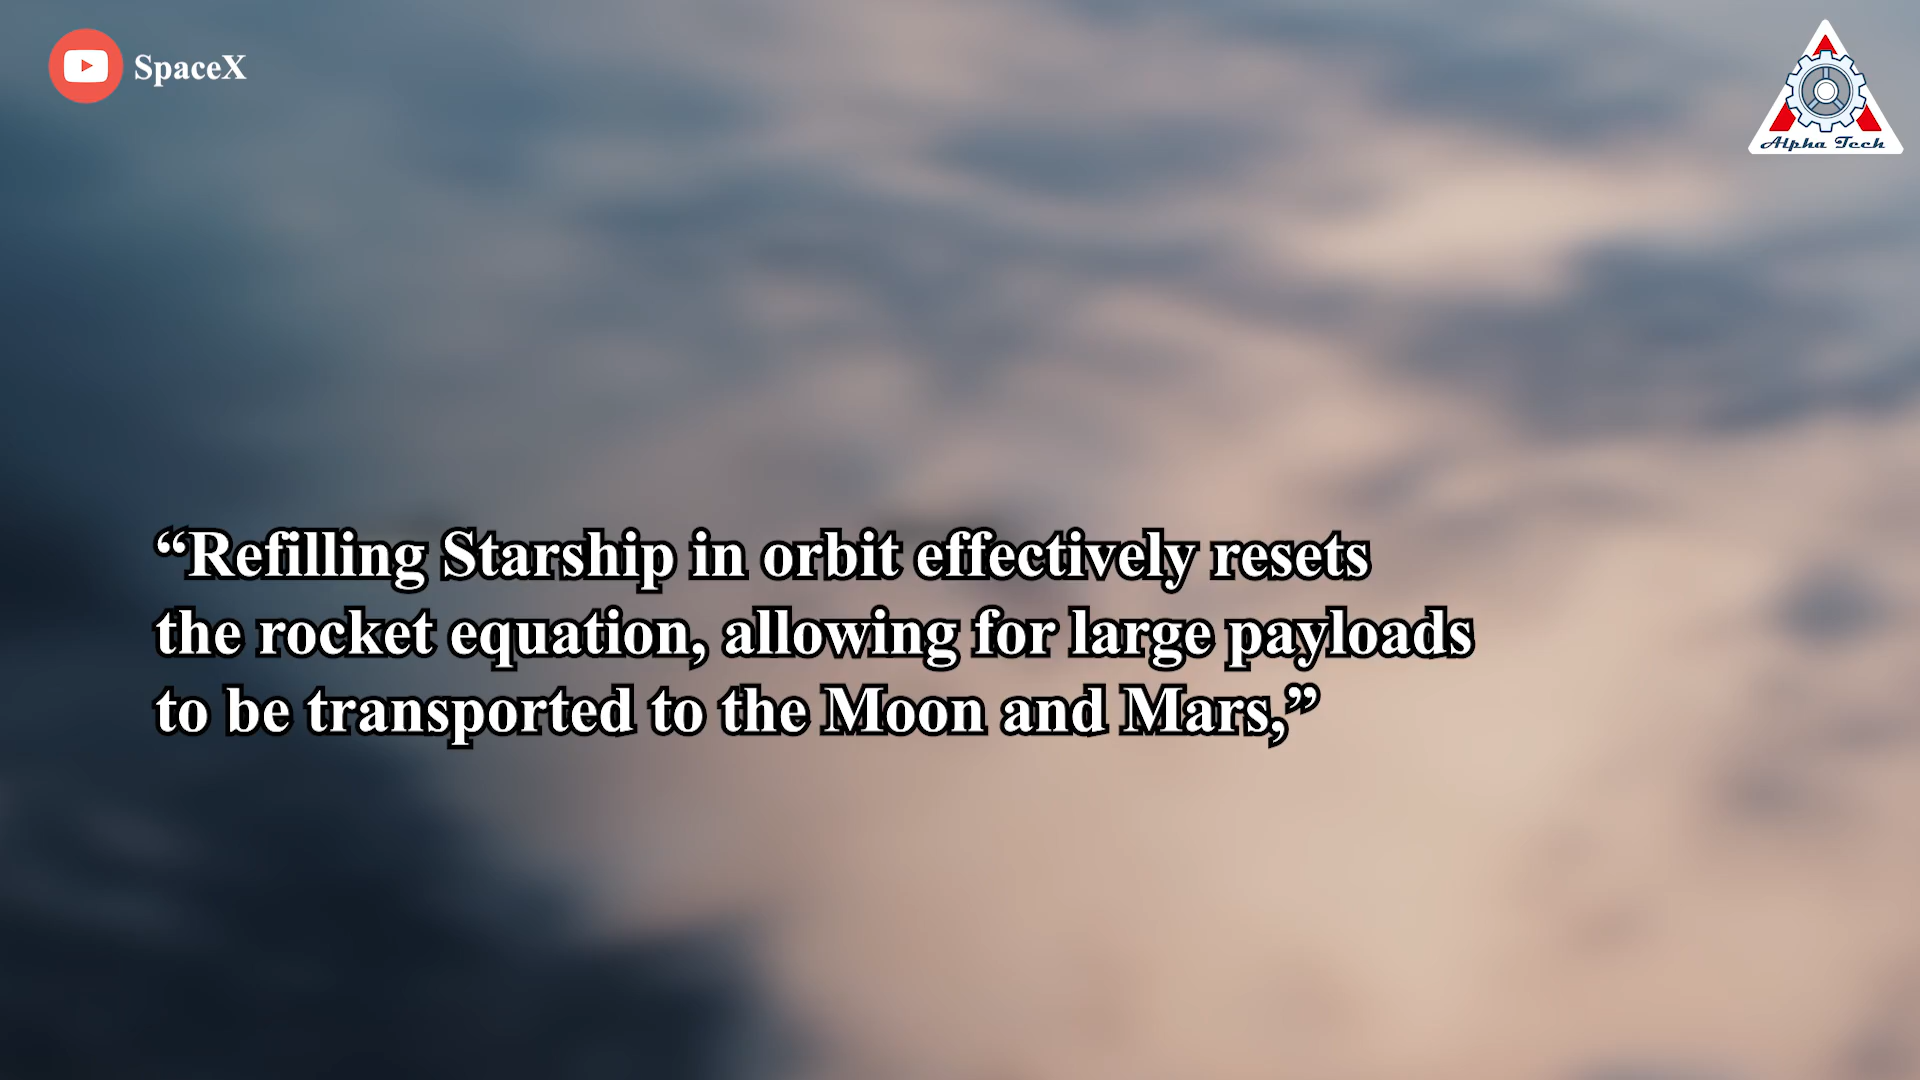 SpaceX
Alpha Tech
“Refilling Starship in orbit effectively resets
the rocket equation, allowing for large payloads
to be transported to the Moon and Mars,”